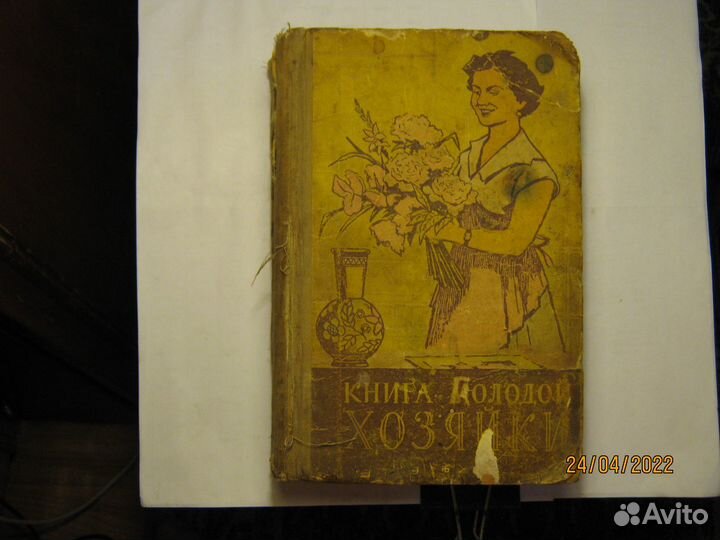 КНИГА МОЛОДОЙ
ХОЗЯЙКИ
24/04/2022
Avito